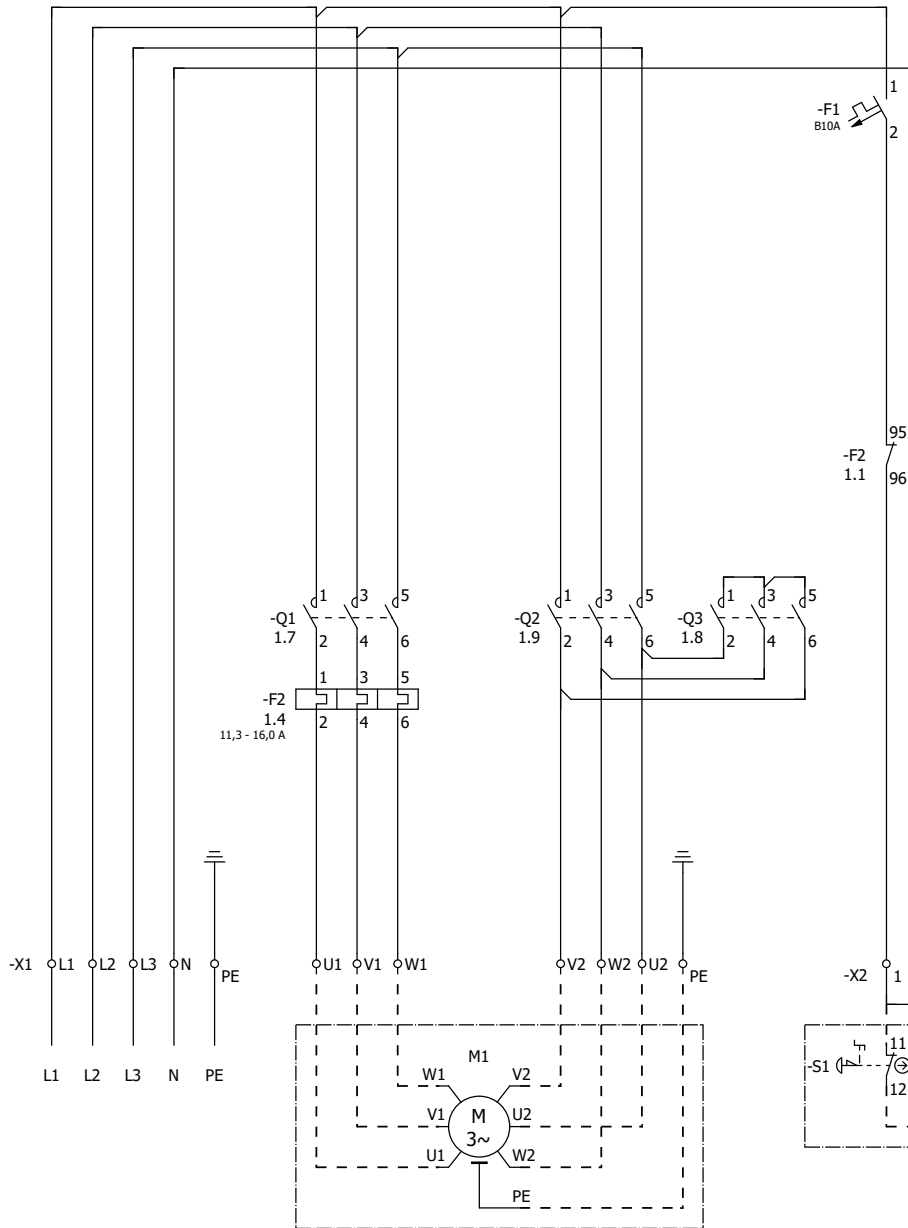 1
-F1
B10A
2
95
-F2
1.1
96
1 3 5
-Q1
1.7
2 4 6
1 3 5
-Q2
1.9
2 4 6
1 3 5
-Q3
1.8
2 4 6
1 3 5
-F2
1.4
11,3 - 16,0 A
2 4 6
-X1 L1 L2 L3 N PE
U1 V1 W1
V2 W2 U2 PE
-X2 1
L1 L2 L3 N PE
M1
W1 V2
V1 M U2
3~
U1 W2
PE
11
-S1
12